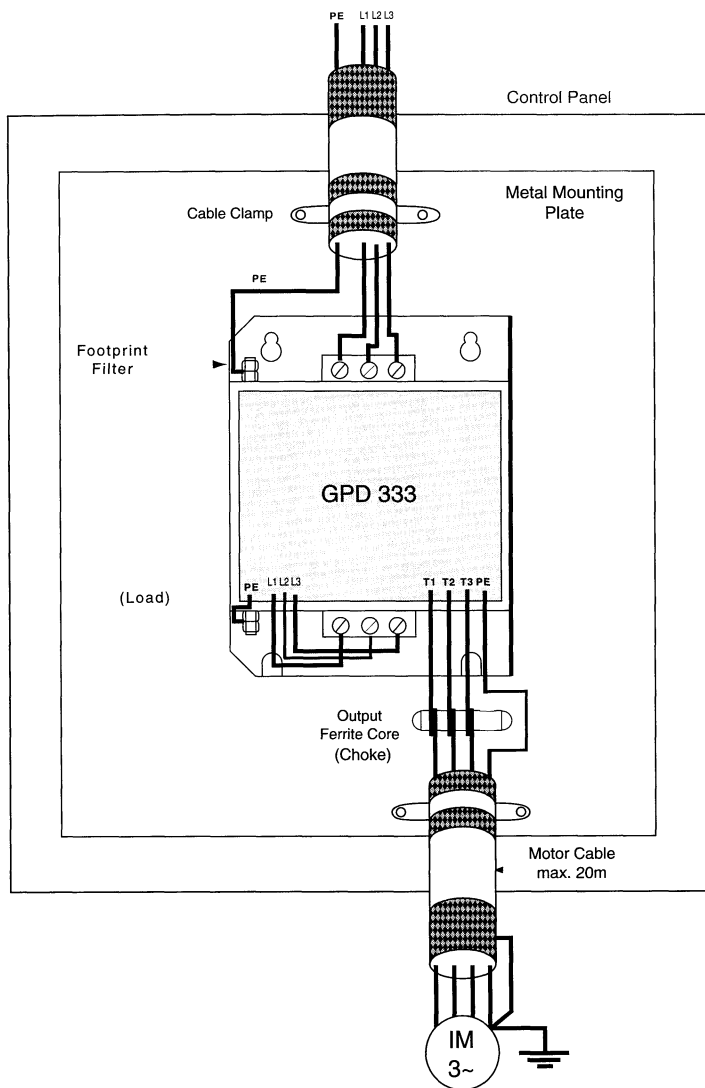 PE L1 L2 L3
Control Panel
Metal Mounting
Plate
Cable Clamp
PE
Footprint
Filter
GPD 333
PE L1 L2 L3
T1 T2 T3 PE
(Load)
Output
Ferrite Core
(Choke)
Motor Cable
max. 20m
IM
3~